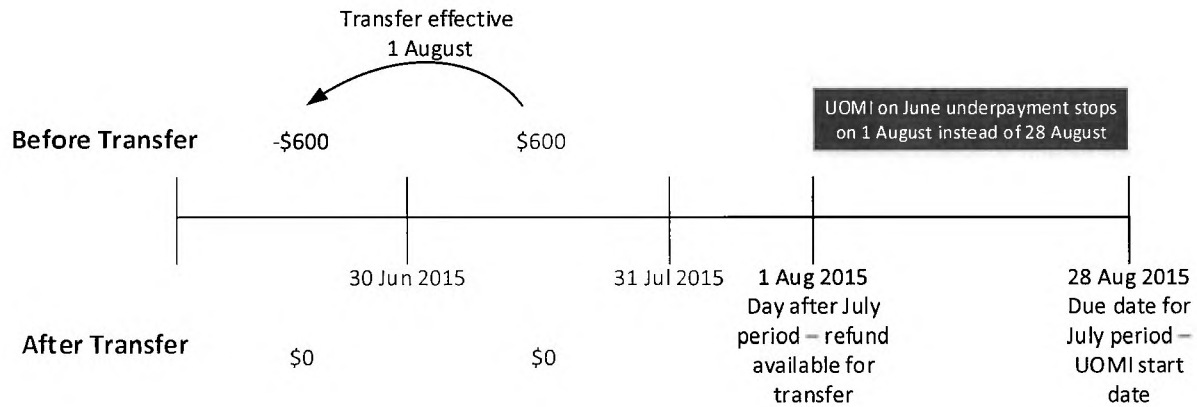 Transfer effective
1 August
UOMI on June underpayment stops
on 1 August instead of 28 August
Before Transfer -$600 $600
30 Jun 2015 31 Jul 2015 1 Aug 2015 28 Aug 2015
Day after July Due date for
period – refund July period –
available for UOMI start
transfer date
After Transfer $0 $0